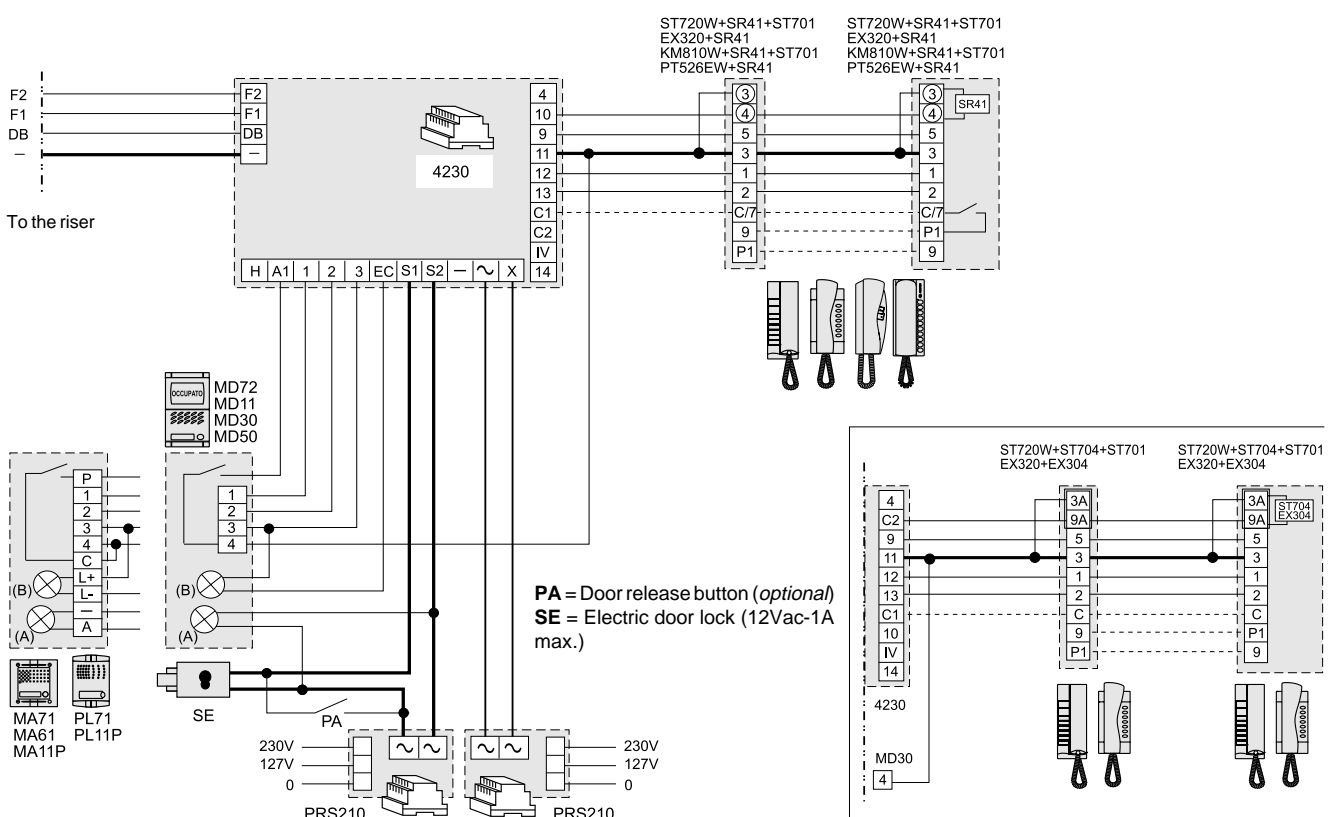 ST720W+SR41+ST701
EX320+SR41
KM810W+SR41+ST701
PT526EW+SR41
ST720W+SR41+ST701
EX320+SR41
KM810W+SR41+ST701
PT526EW+SR41
F2
F1
DB
—
To the riser
F2
F1
DB
—
4230
4
10
9
11
12
13
C1
C2
IV
14
H A1 1 2 3 EC S1 S2 — ~ X
3
4
5
3
1
2
C/7
9
P1
3
4
5
3
1
2
C/7
P1
9
SR41
OCCUPATO
MD72
MD11
MD30
MD50
P
1
2
3
4
C
L+
L-
—
A
(B)
(A)
MA71
MA61
MA11P
PL71
PL11P
1
2
3
4
(B)
(A)
SE
PA
PA = Door release button (optional)
SE = Electric door lock (12Vac-1A
max.)
230V
127V
0
~ ~
PRS210
~ ~
230V
127V
0
PRS210
ST720W+ST704+ST701
EX320+EX304
ST720W+ST704+ST701
EX320+EX304
4
C2
9
11
12
13
C1
10
IV
14
4230
MD30
4
3A
9A
5
3
1
2
C
9
P1
3A
9A
5
3
1
2
C
P1
9
ST704
EX304